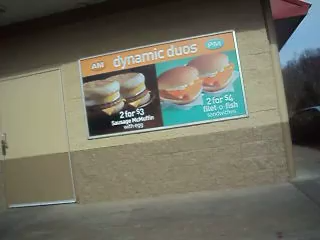 AM dynamic duos PM
2 for $3
Sausage McMuffin
with egg
2 for $4
filet-o-fish
sandwiches